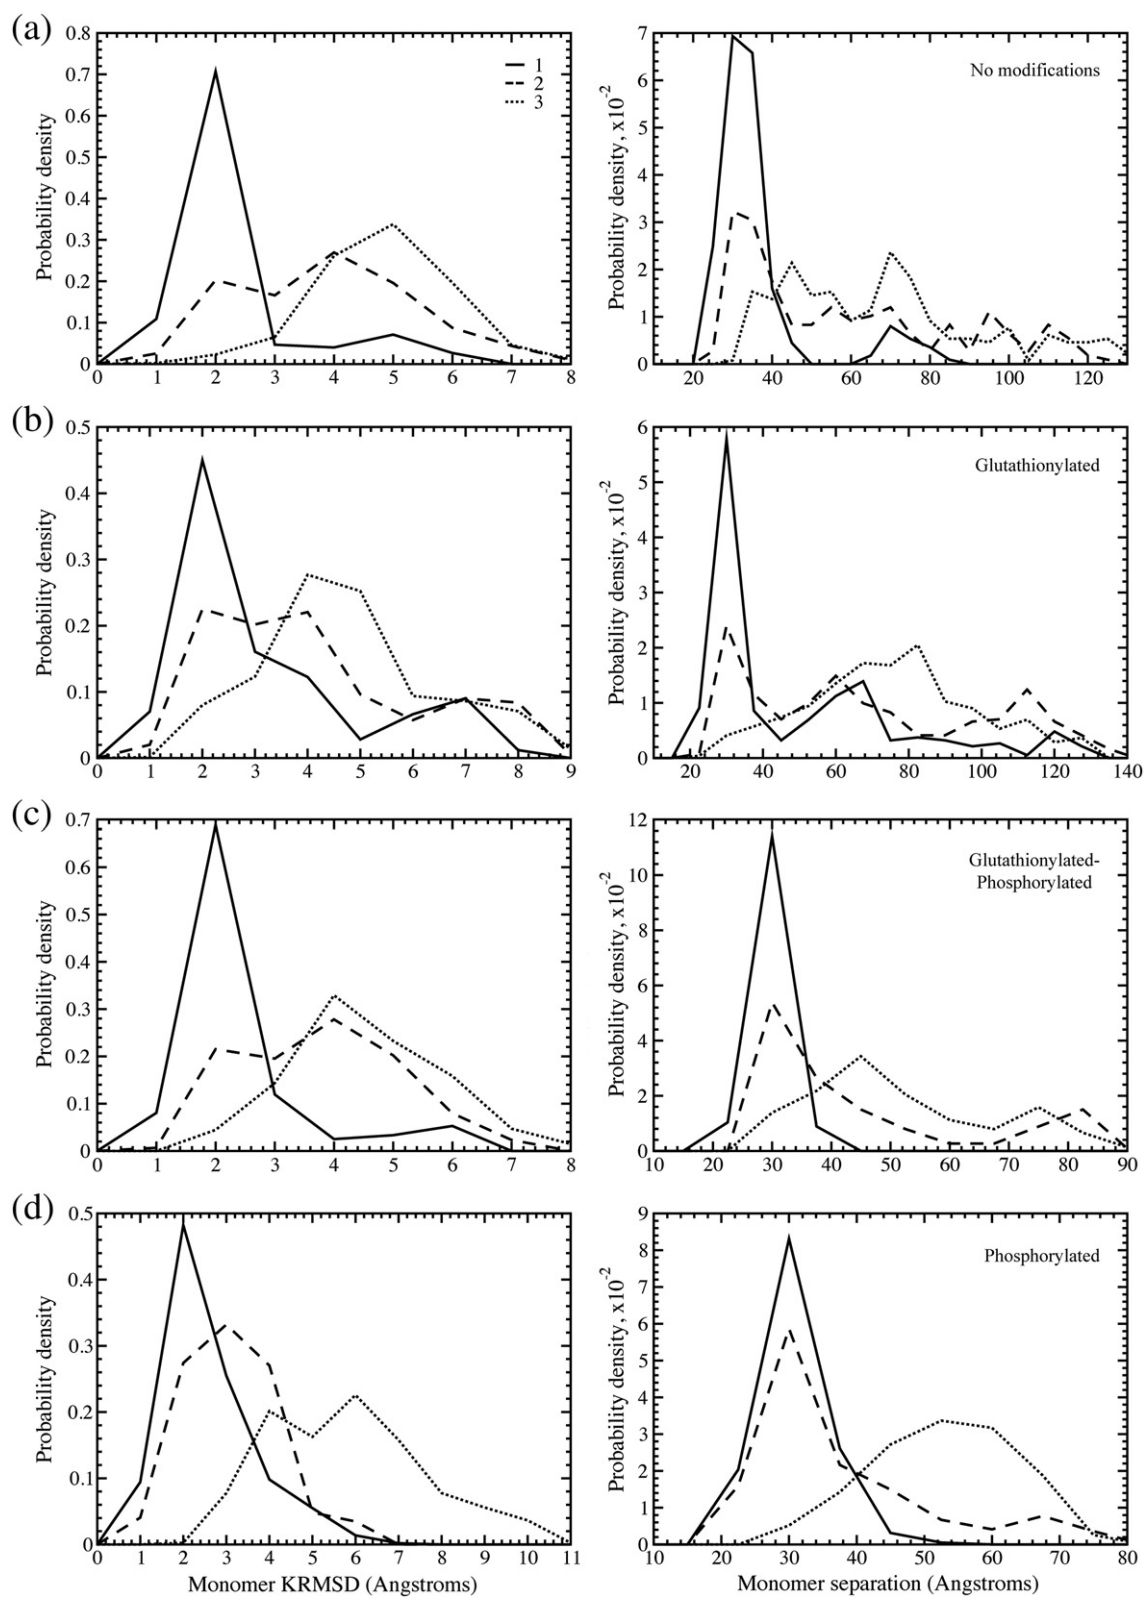 (a)
0.8
0.7
0.6
0.5
0.4
0.3
0.2
0.1
0
Probability density
1
2
3
0 1 2 3 4 5 6 7 8
7
6
5
4
3
2
1
0
Probability density, x10-2
No modifications
20 40 60 80 100 120
(b)
0.5
0.4
0.3
0.2
0.1
0
Probability density
0 1 2 3 4 5 6 7 8 9
6
5
4
3
2
1
0
Probability density, x10-2
Glutathionylated
20 40 60 80 100 120 140
(c)
0.7
0.6
0.5
0.4
0.3
0.2
0.1
0
Probability density
0 1 2 3 4 5 6 7 8
12
10
8
6
4
2
0
Probability density, x10-2
Glutathionylated-
Phosphorylated
10 20 30 40 50 60 70 80 90
(d)
0.5
0.4
0.3
0.2
0.1
0
Probability density
0 1 2 3 4 5 6 7 8 9 10 11
Monomer KRMSD (Angstroms)
9
8
7
6
5
4
3
2
1
0
Probability density, x10-2
Phosphorylated
10 20 30 40 50 60 70 80
Monomer separation (Angstroms)